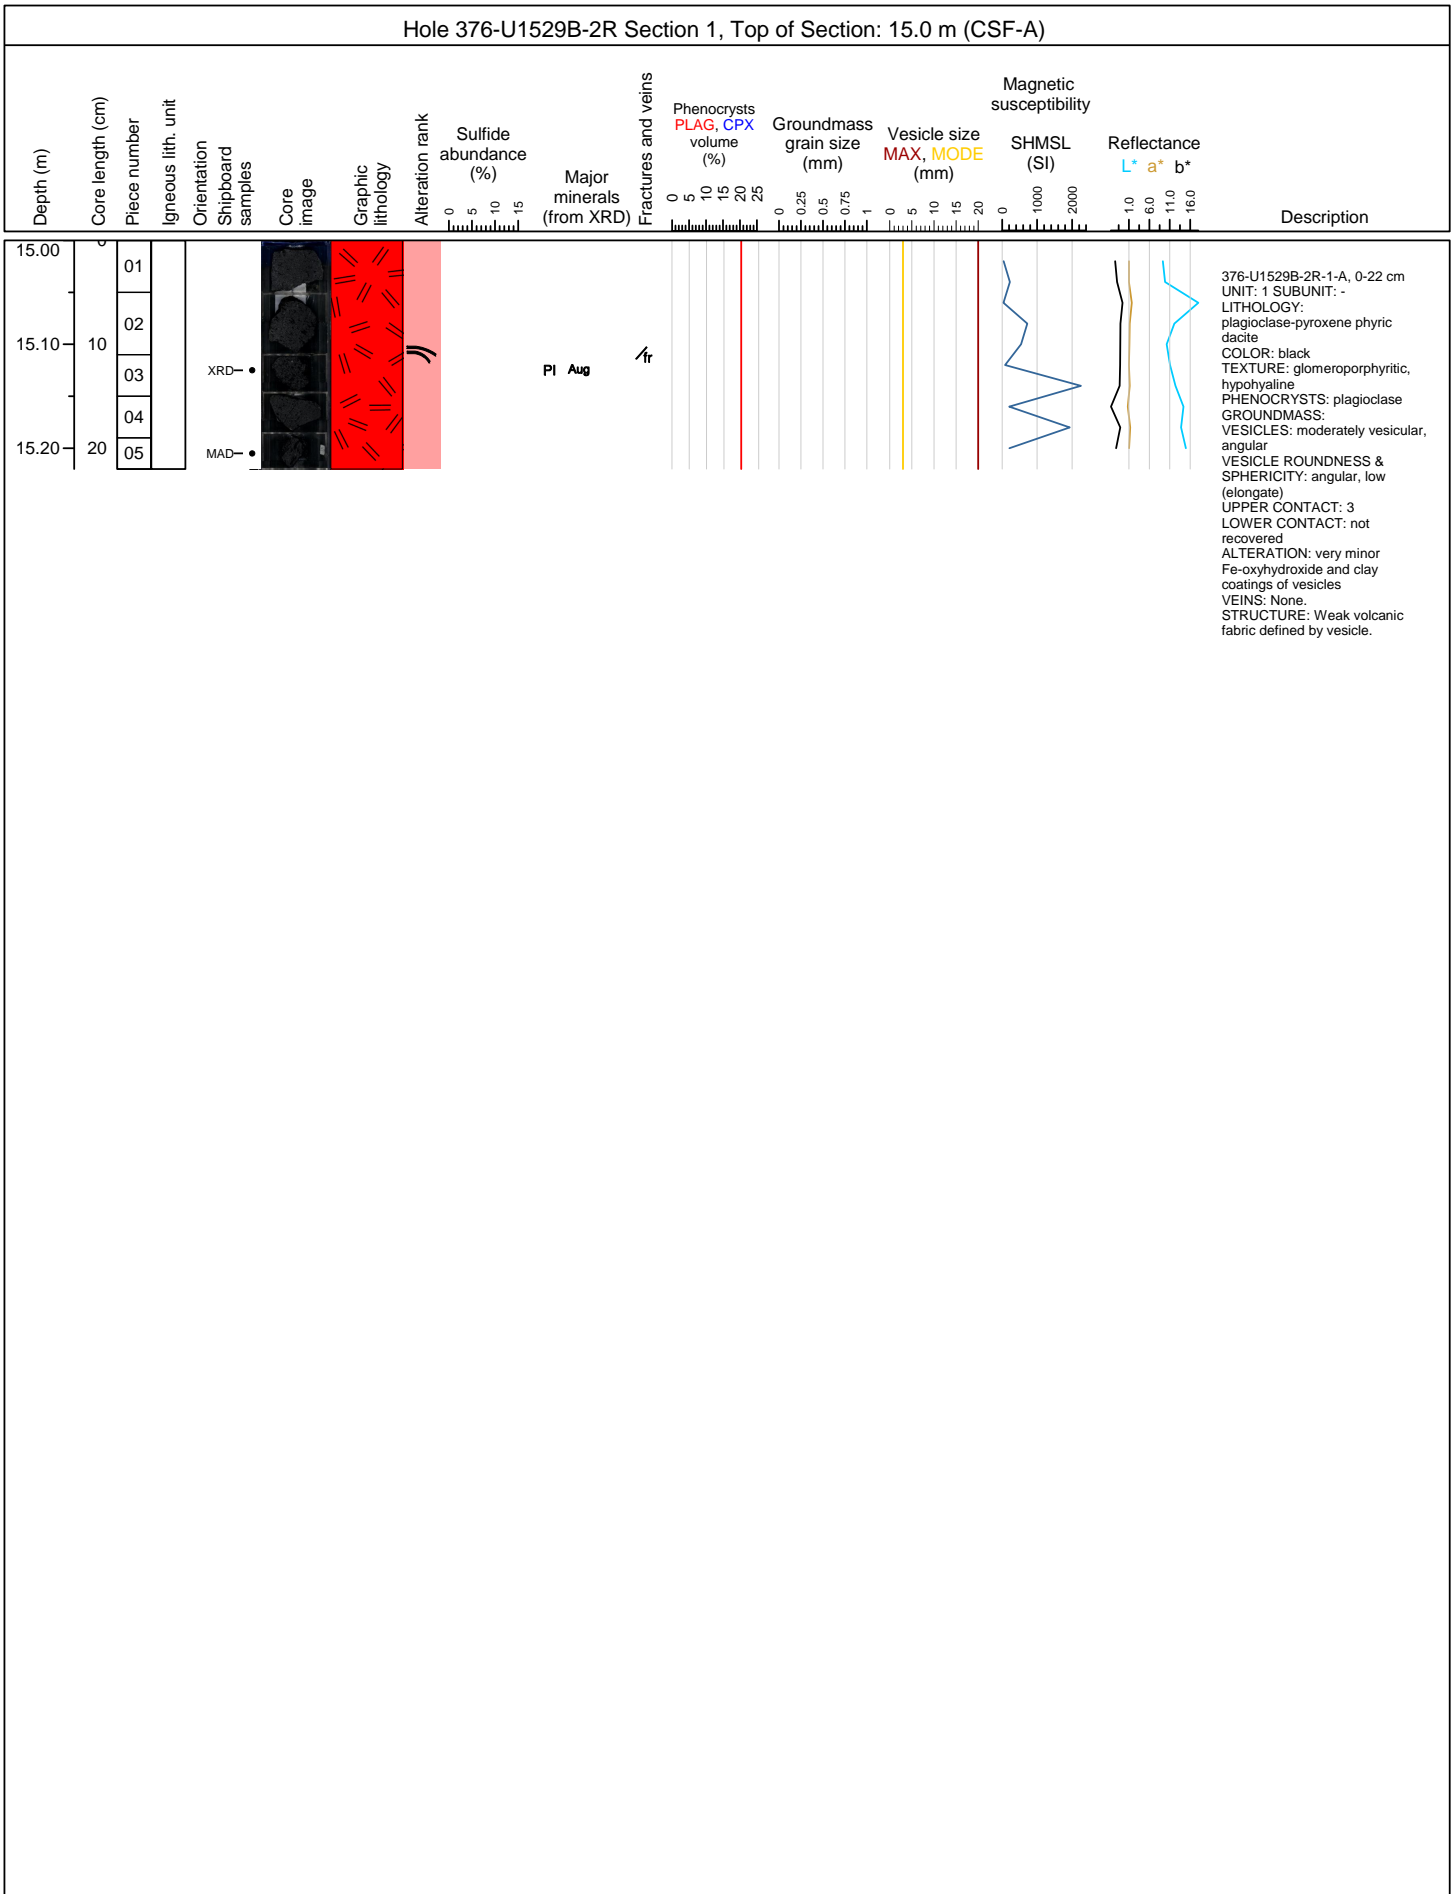 Hole 376-U1529B-2R Section 1, Top of Section: 15.0 m (CSF-A)
Depth (m)
Core length (cm)
Piece number
Igneous lith. unit
Orientation
Shipboard
samples
Core
image
Graphic
lithology
Alteration rank
Sulfide
abundance
(%)
0 5 10 15
Major
minerals
(from XRD)
Fractures and veins
Phenocrysts
PLAG, CPX
volume
(%)
0 5 10 15 20 25
Groundmass
grain size
(mm)
0 0.25 0.5 0.75 1
Vesicle size
MAX, MODE
(mm)
0 5 10 15 20
Magnetic
susceptibility
SHMSL
(SI)
0 1000 2000
Reflectance
L* a* b*
1.0 6.0 11.0 16.0
Description
15.00
15.10
15.20
0
10
20
01
02
03
04
05
XRD
MAD
Pl Aug
fr
376-U1529B-2R-1-A, 0-22 cm
UNIT: 1 SUBUNIT: -
LITHOLOGY:
plagioclase-pyroxene phyric
dacite
COLOR: black
TEXTURE: glomeroporphyritic,
hypohyaline
PHENOCRYSTS: plagioclase
GROUNDMASS:
VESICLES: moderately vesicular,
angular
VESICLE ROUNDNESS &
SPHERICITY: angular, low
(elongate)
UPPER CONTACT: 3
LOWER CONTACT: not
recovered
ALTERATION: very minor
Fe-oxyhydroxide and clay
coatings of vesicles
VEINS: None.
STRUCTURE: Weak volcanic
fabric defined by vesicle.